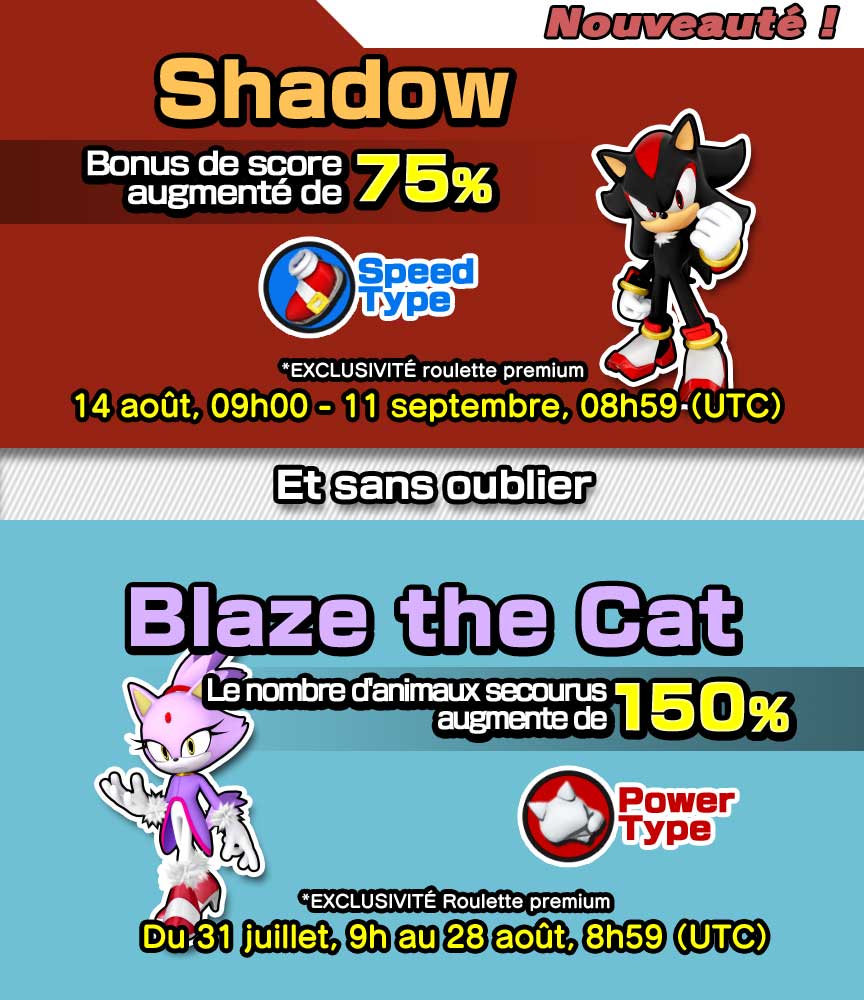 Nouveauté !
Shadow
Bonus de score
augmenté de 75%
Speed
Type
*EXCLUSIVITÉ roulette premium
14 août, 09h00 - 11 septembre, 08h59 (UTC)
Et sans oublier
Blaze the Cat
Le nombre d'animaux secourus
augmente de 150%
Power
Type
*EXCLUSIVITÉ Roulette premium
Du 31 juillet, 9h au 28 août, 8h59 (UTC)